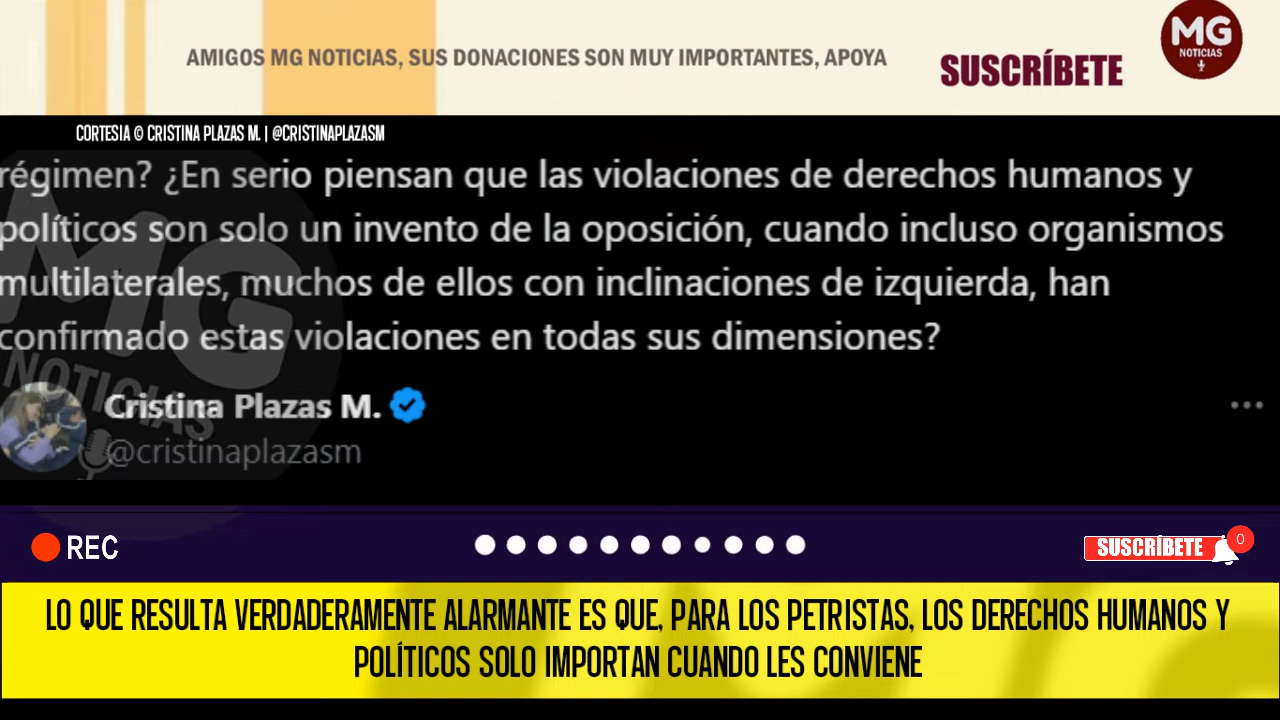 AMIGOS MG NOTICIAS, SUS DONACIONES SON MUY IMPORTANTES, APOYA
SUSCRÍBETE
MG
NOTICIAS
CORTESIA © CRISTINA PLAZAS M. | @CRISTINAPLAZASM
régimen? ¿En serio piensan que las violaciones de derechos humanos y
políticos son solo un invento de la oposición, cuando incluso organismos
multilaterales, muchos de ellos con inclinaciones de izquierda, han
confirmado estas violaciones en todas sus dimensiones?
MG
NOTICIAS
Cristina Plazas M.
@cristinaplazasm
REC
SUSCRÍBETE
0
LO QUE RESULTA VERDADERAMENTE ALARMANTE ES QUE, PARA LOS PETRISTAS, LOS DERECHOS HUMANOS Y
POLÍTICOS SOLO IMPORTAN CUANDO LES CONVIENE